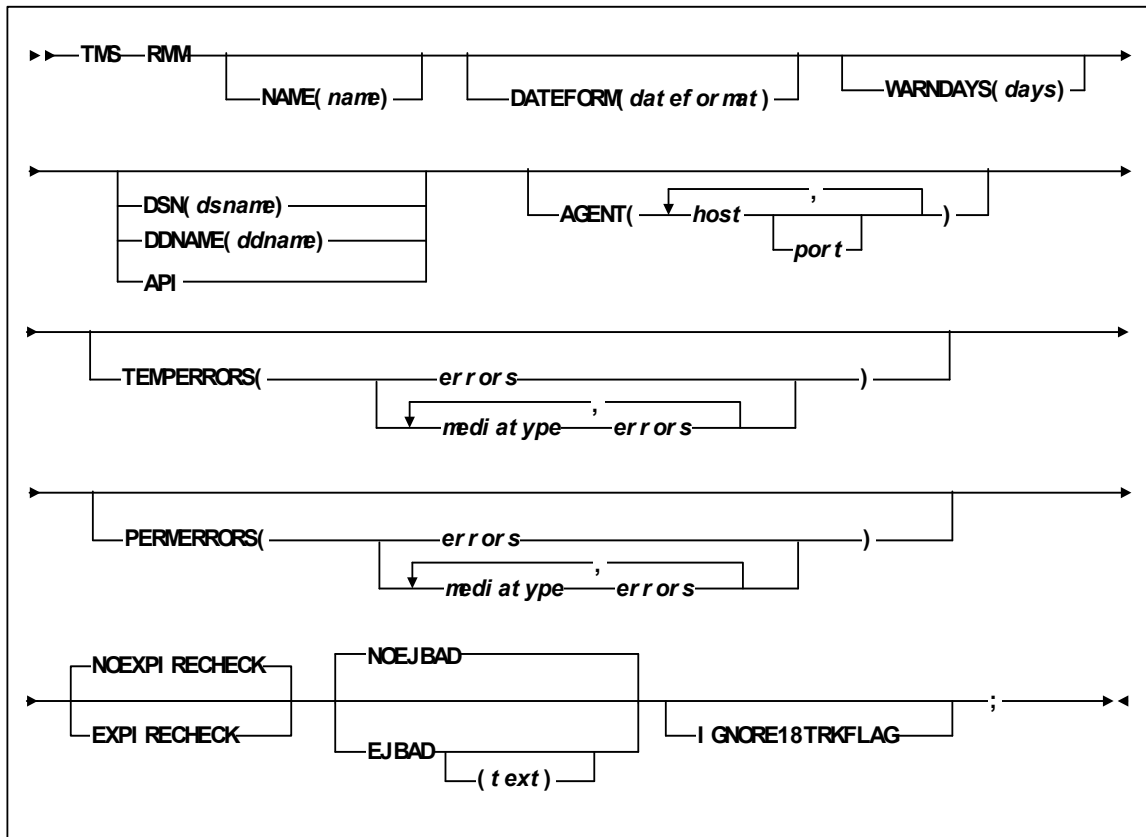 TMS RMM
NAME(name)
DATEFORM(dateformat)
WARNDAYS(days)
DSN(dsname)
DDNAME(ddname)
API
AGENT( host , )
port
TEMPERRORS( errors )
,
mediatype errors
PERMERRORS( errors )
,
mediatype errors
NOEXPIRECHECK
EXPIRECHECK
NOEJBAD
EJBAD
(text)
IGNORE18TRKFLAG
;